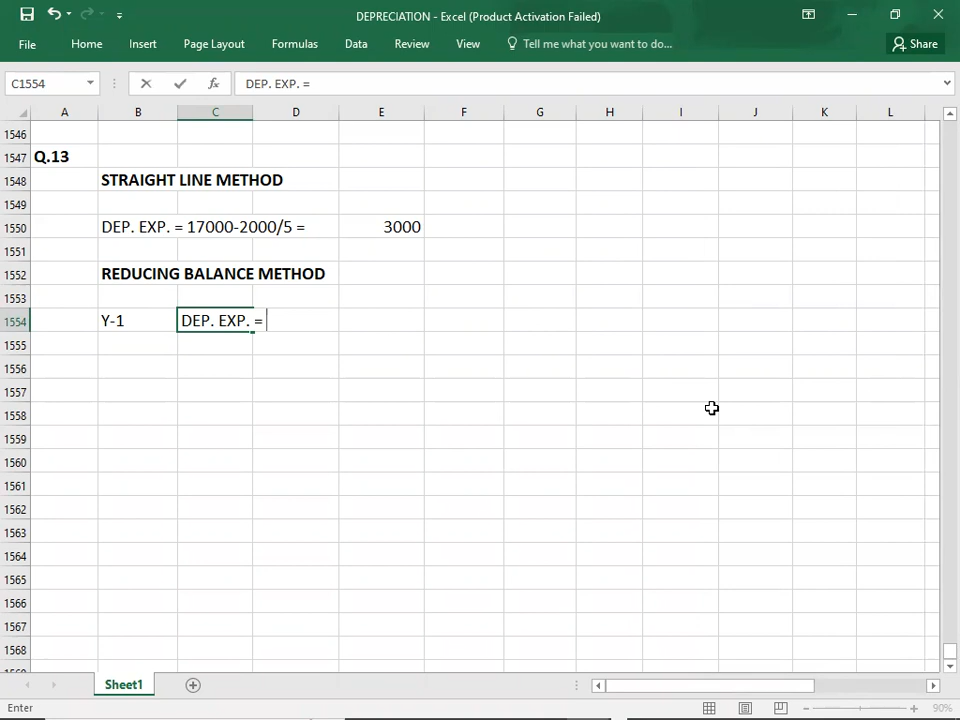 DEPRECIATION - Excel (Product Activation Failed)
File Home Insert Page Layout Formulas Data Review View Tell me what you want to do... Share
C1554 fx DEP. EXP. =
A B C D E F G H I J K L
1546
1547 Q.13
1548 STRAIGHT LINE METHOD
1549
1550 DEP. EXP. = 17000-2000/5 = 3000
1551
1552 REDUCING BALANCE METHOD
1553
1554 Y-1 DEP. EXP. =
1555
1556
1557
1558
1559
1560
1561
1562
1563
1564
1565
1566
1567
1568
Sheet1
Enter 90%